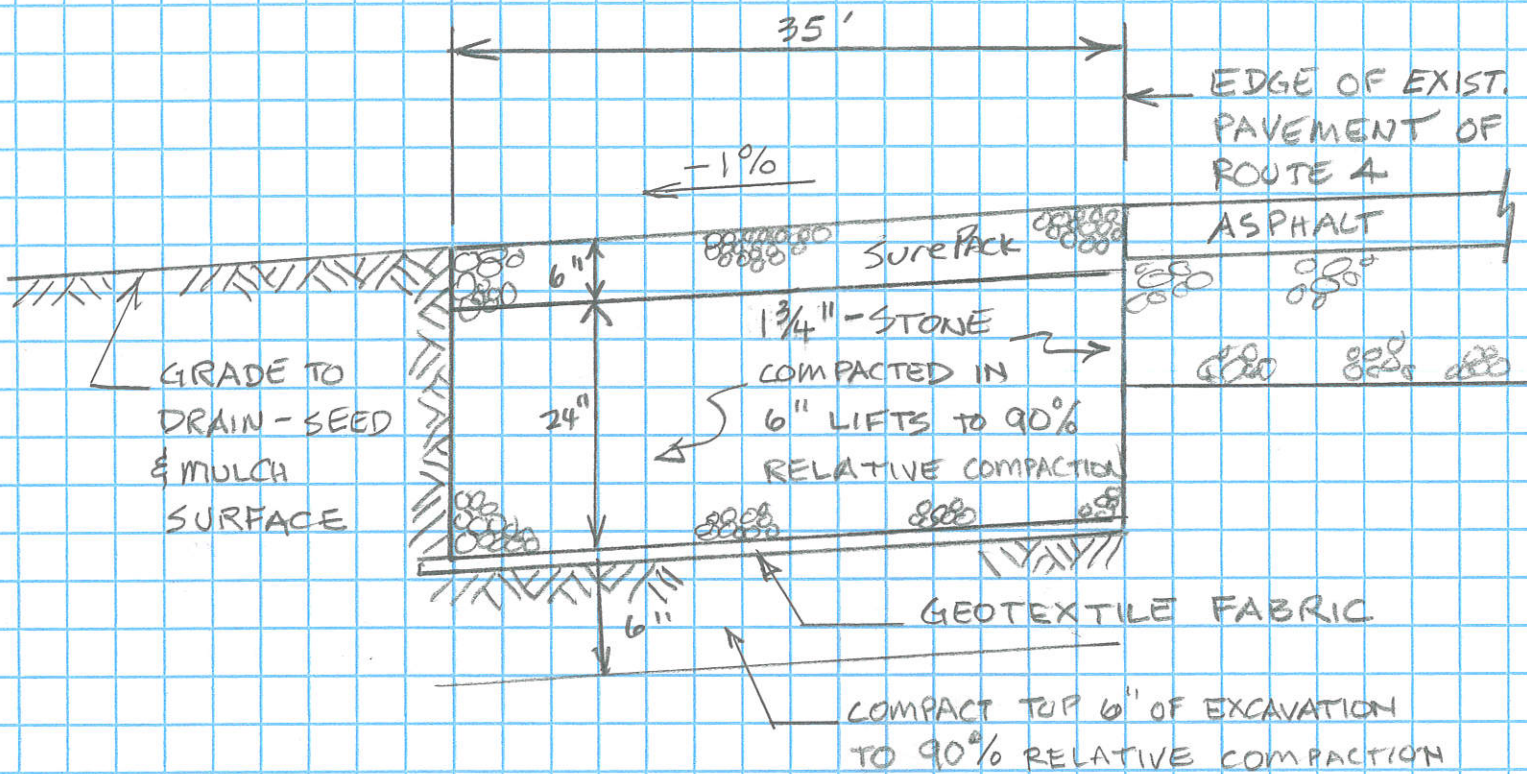 35'
EDGE OF EXIST.
PAVEMENT OF
ROUTE 4
-1%
ASPHALT
SurePack
6"
1 3/4" - STONE
COMPACTED IN
6" LIFTS TO 90%
RELATIVE COMPACTION
24"
GRADE TO
DRAIN - SEED
& MULCH
SURFACE
GEOTEXTILE FABRIC
6"
COMPACT TOP 6" OF EXCAVATION
TO 90% RELATIVE COMPACTION